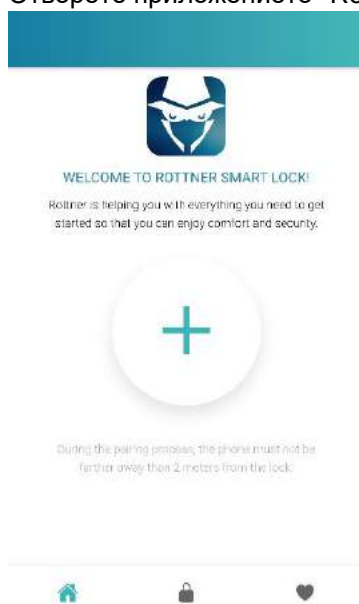 Отворете приложението
WELCOME TO ROTTNER SMART LOCK!
Rottner is helping you with everything you need to get
started so that you can enjoy comfort and security.
During the pairing process, the phone must not be
farther away than 2 meters from the lock.